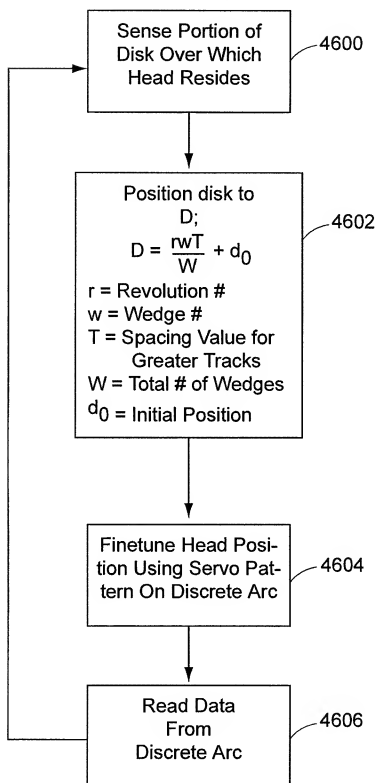 Sense Portion of
Disk Over Which
Head Resides
4600
Position disk to
D;
D = rwT/W + d₀
r = Revolution #
w = Wedge #
T = Spacing Value for
Greater Tracks
W = Total # of Wedges
d₀ = Initial Position
4602
Finetune Head Posi-
tion Using Servo Pat-
tern On Discrete Arc
4604
Read Data
From
Discrete Arc
4606